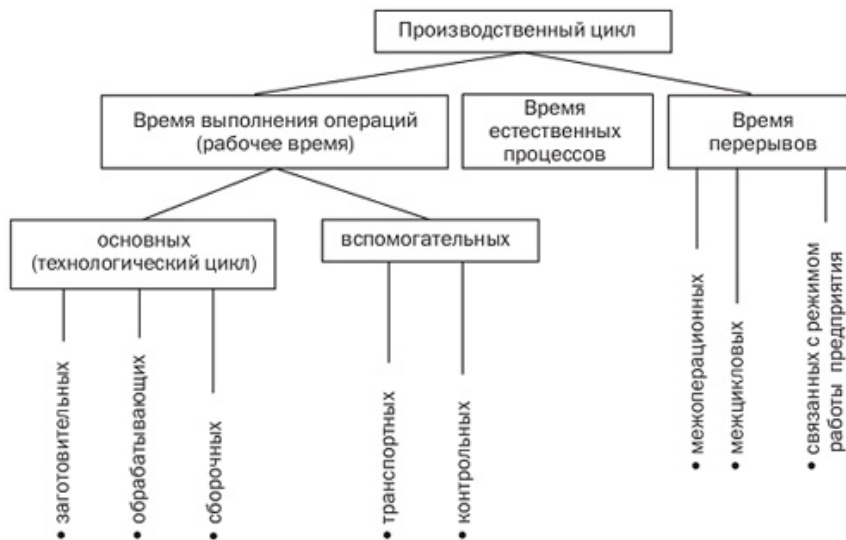 Производственный цикл
Время выполнения операций
(рабочее время)
Время
естественных
процессов
Время
перерывов
основных
(технологический цикл)
вспомогательных
• заготовительных
• обрабатывающих
• сборочных
• транспортных
• контрольных
• межоперационных
• межцикловых
• связанных с режимом
работы предприятия